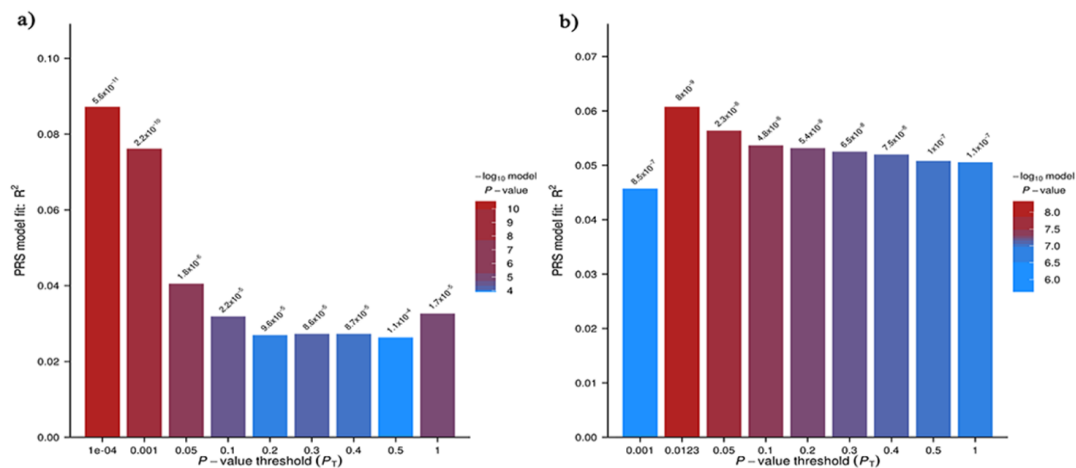 a)
PRS model fit: R²
0.10
0.08
0.06
0.04
0.02
0.00
5.6x10⁻¹¹
2.2x10⁻¹⁰
1.8x10⁻⁶
2.2x10⁻⁵
9.6x10⁻⁵
8.6x10⁻⁵
8.7x10⁻⁵
1.1x10⁻⁴
1.7x10⁻⁵
1e−04 0.001 0.05 0.1 0.2 0.3 0.4 0.5 1
P − value threshold (P_T)
−log₁₀ model
P − value
10
9
8
7
6
5
4
b)
PRS model fit: R²
0.07
0.06
0.05
0.04
0.03
0.02
0.01
0.00
8.5x10⁻⁷
8x10⁻⁹
2.3x10⁻⁸
4.8x10⁻⁸
5.4x10⁻⁸
6.5x10⁻⁸
7.5x10⁻⁸
1x10⁻⁷
1.1x10⁻⁷
0.001 0.0123 0.05 0.1 0.2 0.3 0.4 0.5 1
P − value threshold (P_T)
−log₁₀ model
P − value
8.0
7.5
7.0
6.5
6.0